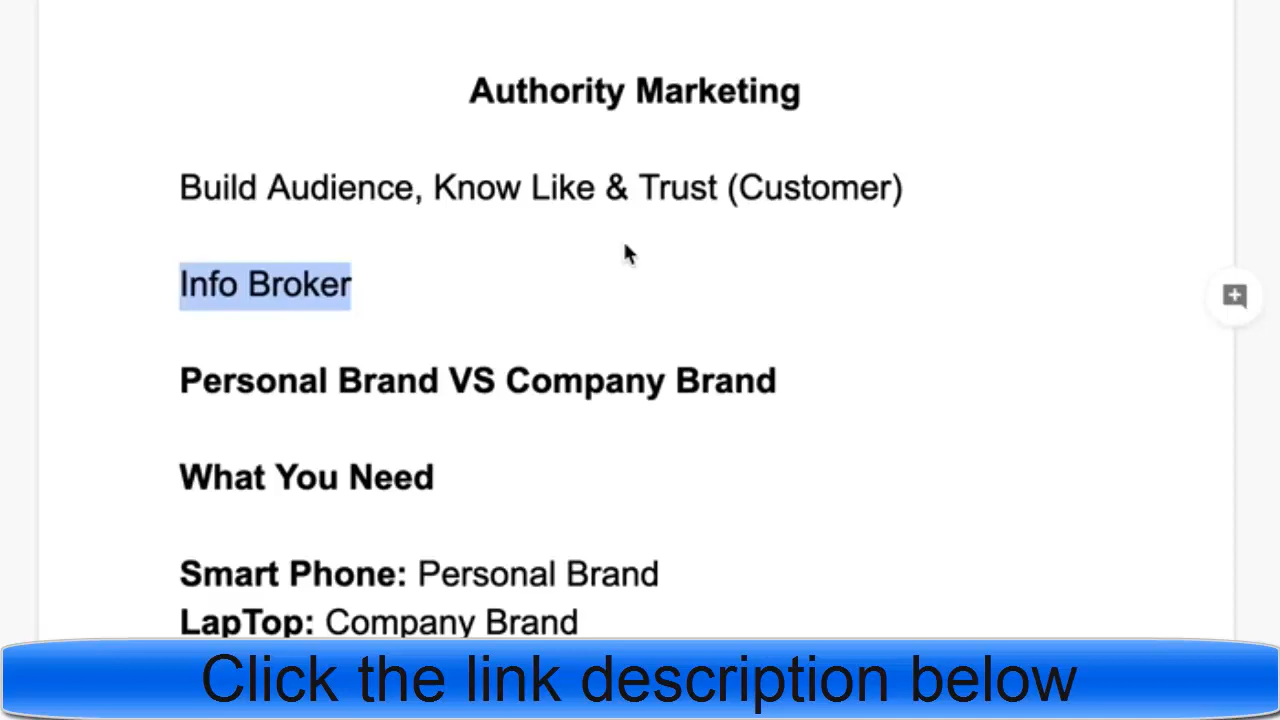 Authority Marketing
Build Audience, Know Like & Trust (Customer)
Info Broker
Personal Brand VS Company Brand
What You Need
Smart Phone: Personal Brand
LapTop: Company Brand
Click the link description below